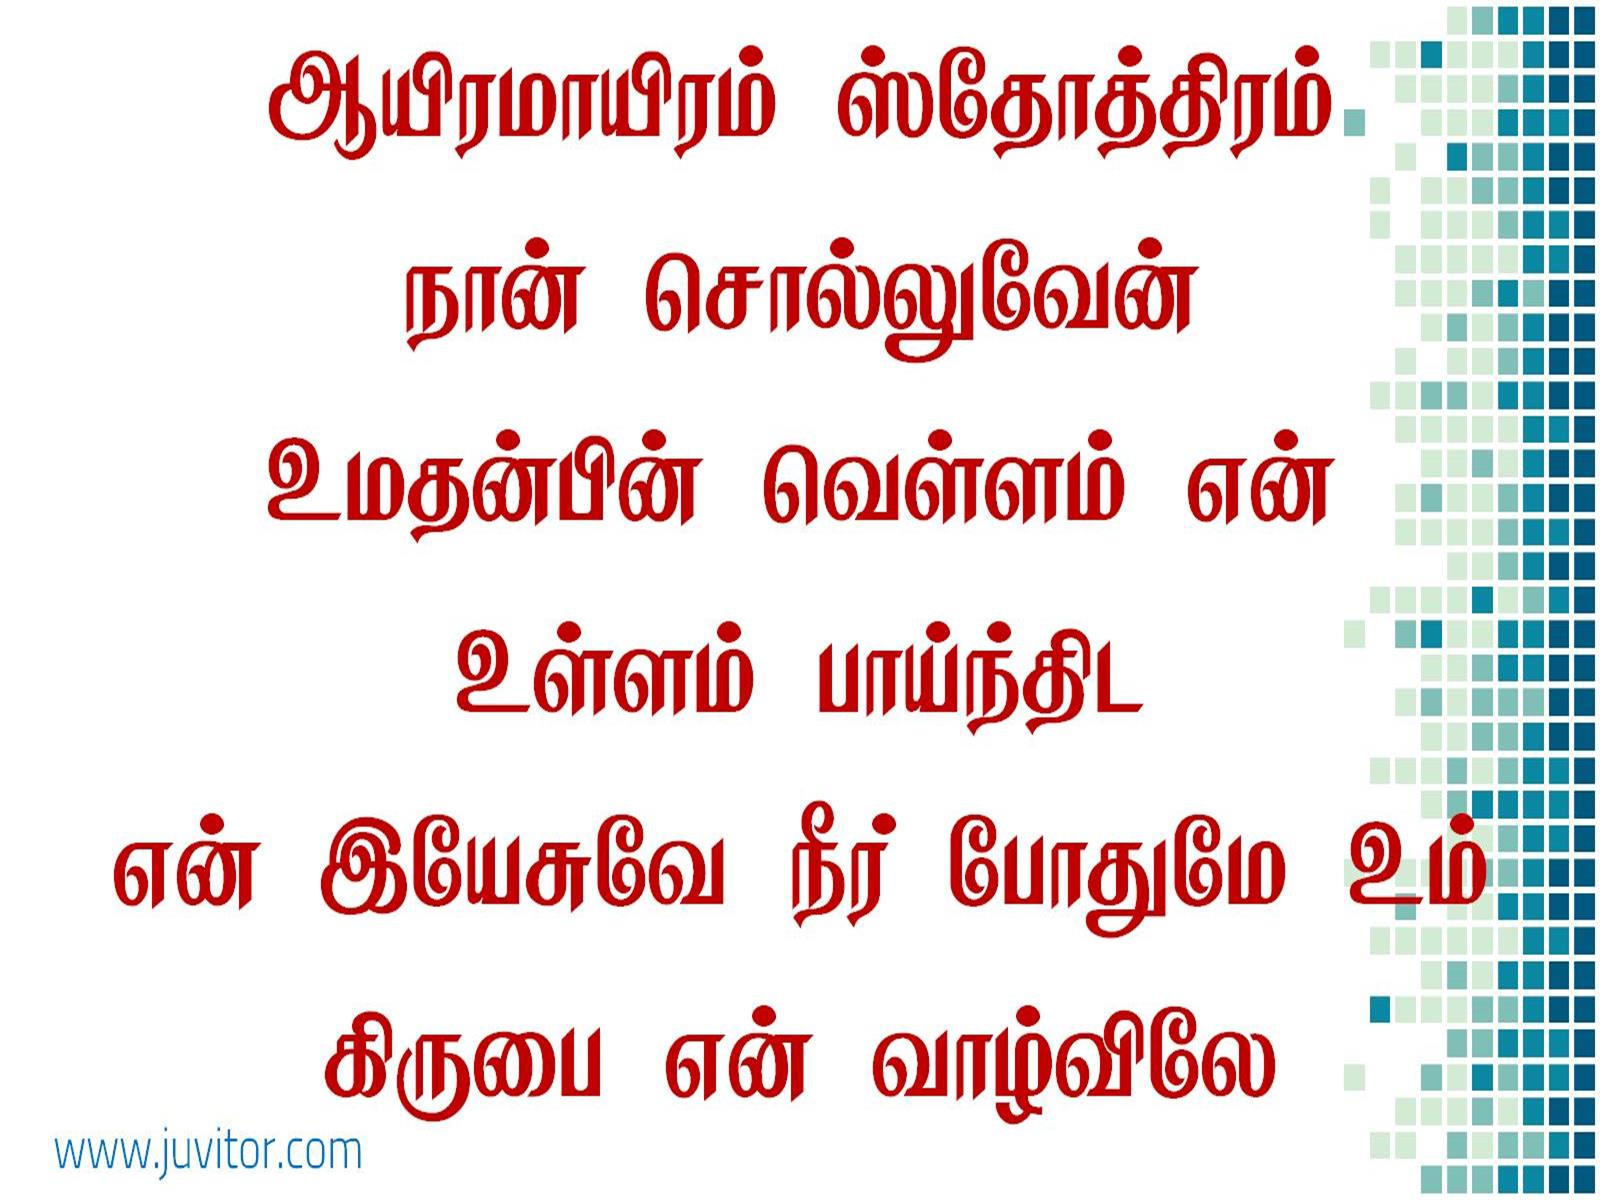 ஆயிரமாயிரம் ஸ்தோத்திரம்
நான் சொல்லுவேன்
உமதன்பின் வெள்ளம் என்
உள்ளம் பாய்ந்திட
என் இயேசுவே நீர் போதுமே உம்
கிருபை என் வாழ்விலே
www.juvitor.com